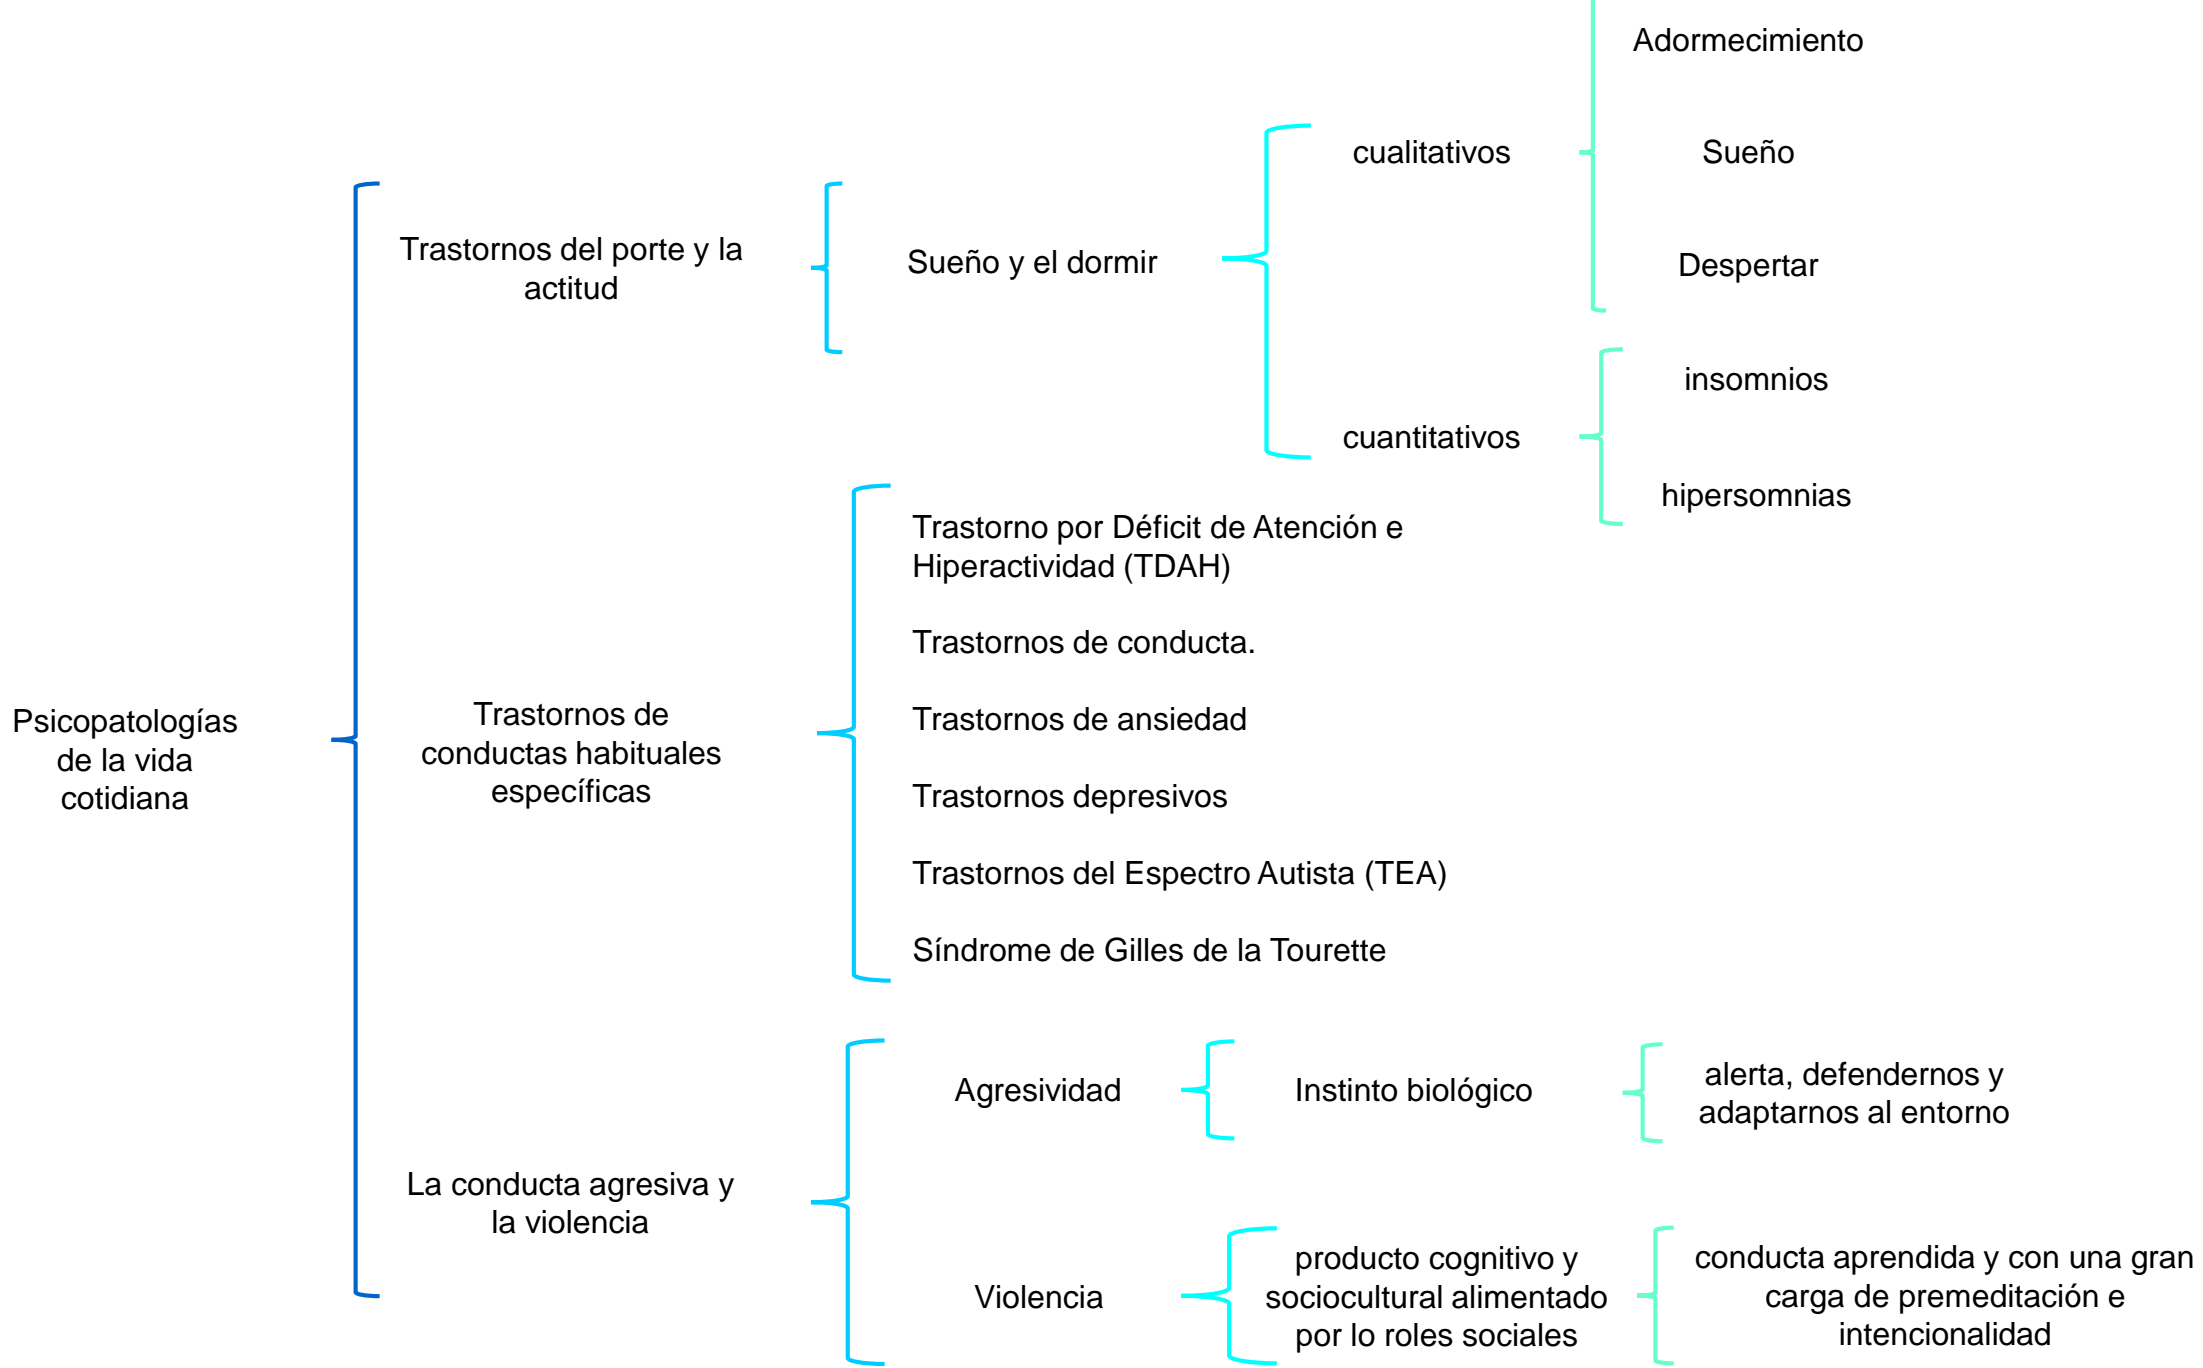 Psicopatologías
de la vida
cotidiana
Trastornos del porte y la
actitud
Sueño y el dormir
cualitativos
Adormecimiento
Sueño
Despertar
cuantitativos
insomnios
hipersomnias
Trastornos de
conductas habituales
específicas
Trastorno por Déficit de Atención e
Hiperactividad (TDAH)
Trastornos de conducta.
Trastornos de ansiedad
Trastornos depresivos
Trastornos del Espectro Autista (TEA)
Síndrome de Gilles de la Tourette
La conducta agresiva y
la violencia
Agresividad
Instinto biológico
alerta, defendernos y
adaptarnos al entorno
Violencia
producto cognitivo y
sociocultural alimentado
por lo roles sociales
conducta aprendida y con una gran
carga de premeditación e
intencionalidad